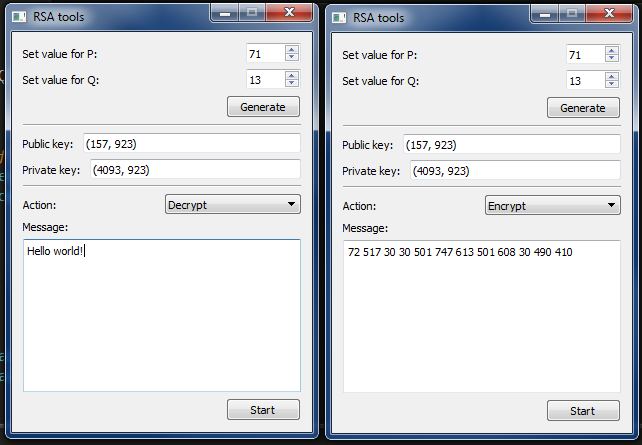 RSA tools
Set value for P: 71
Set value for Q: 13
Generate
Public key: (157, 923)
Private key: (4093, 923)
Action: Decrypt
Message:
Hello world!
Start
RSA tools
Set value for P: 71
Set value for Q: 13
Generate
Public key: (157, 923)
Private key: (4093, 923)
Action: Encrypt
Message:
72 517 30 30 501 747 613 501 608 30 490 410
Start